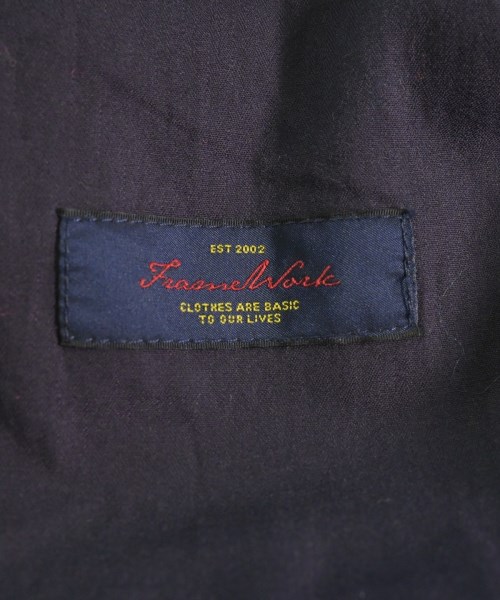 EST 2002
FrameWork
CLOTHES ARE BASIC
TO OUR LIVES